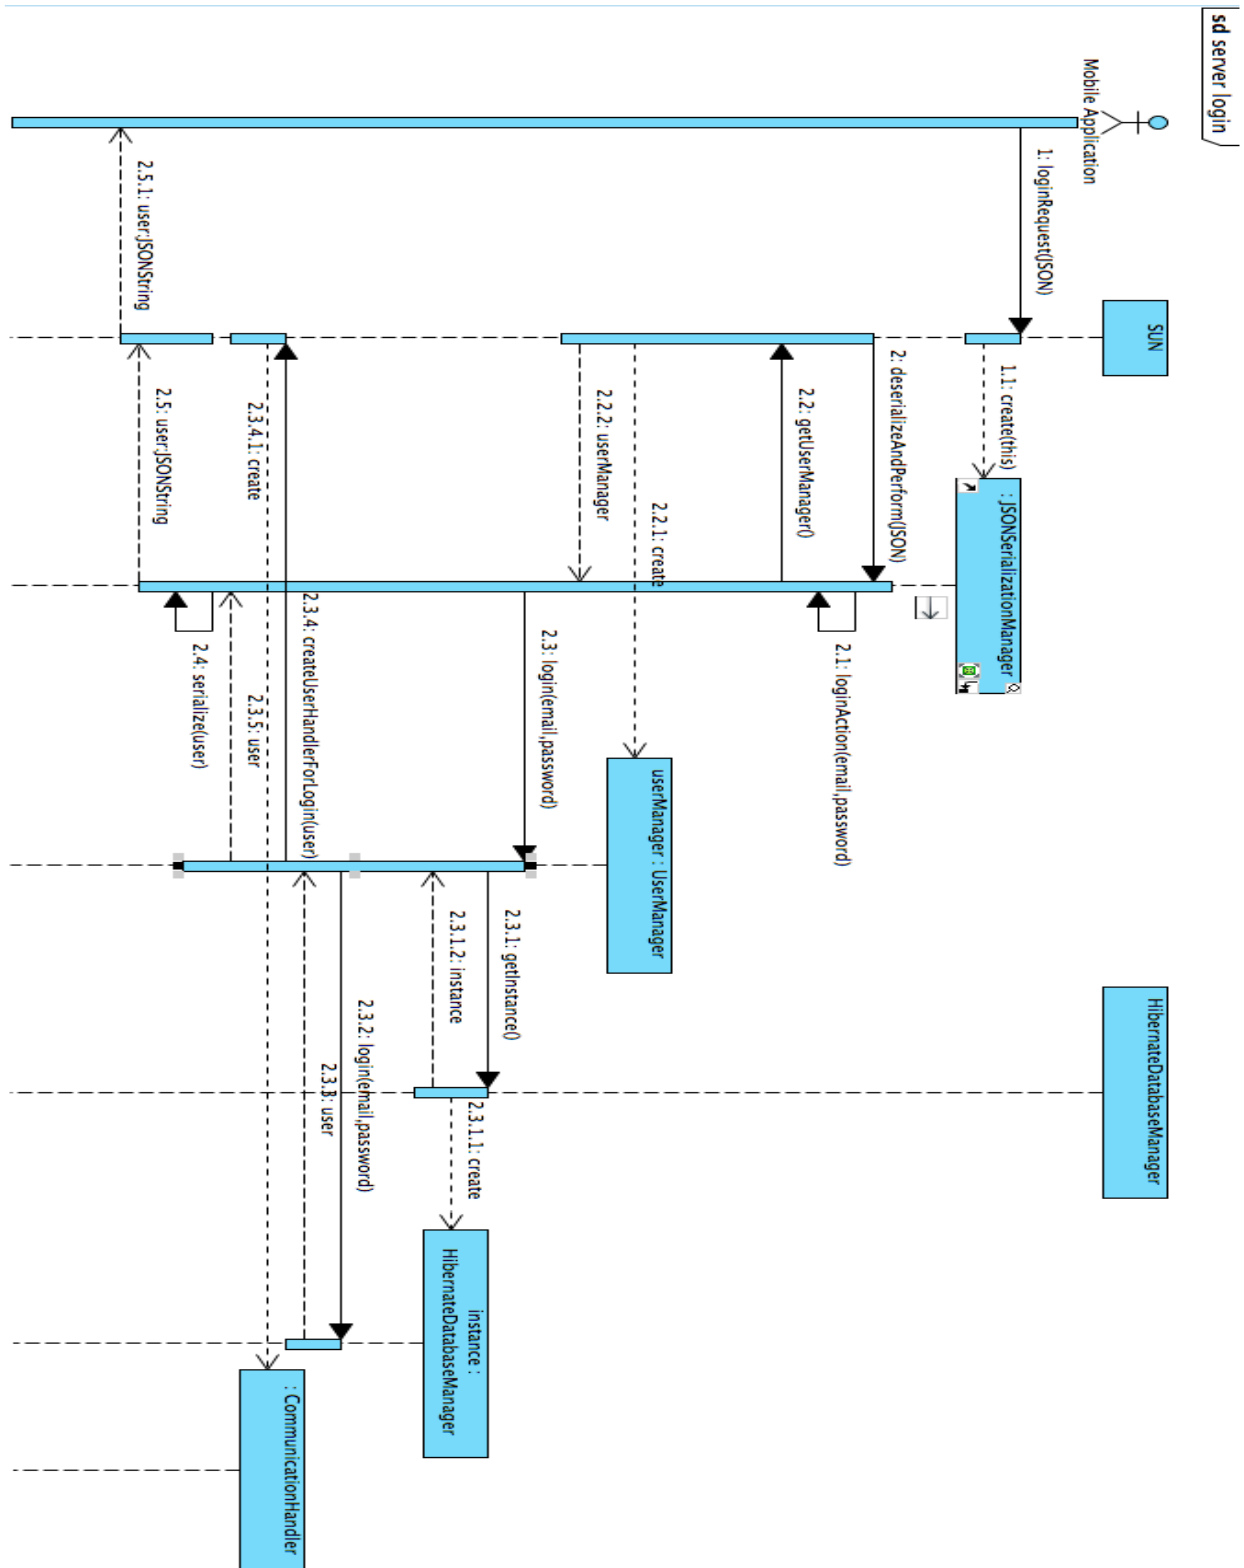 sd server login
Mobile Application
SUN
HibernateDatabaseManager
1: loginRequest(JSON)
1.1: create(this)
: JSONSerializationManager
2: deserializeAndPerform(JSON)
2.1: loginAction(email,password)
2.2: getUserManager()
2.2.1: create
userManager : UserManager
2.2.2: userManager
2.3: login(email,password)
2.3.1: getInstance()
2.3.1.1: create
instance :
HibernateDatabaseManager
2.3.1.2: instance
2.3.2: login(email,password)
2.3.3: user
2.3.4: createUserHandlerForLogin(user)
2.3.4.1: create
: CommunicationHandler
2.3.5: user
2.4: serialize(user)
2.5: user:JSONString
2.5.1: user:JSONString